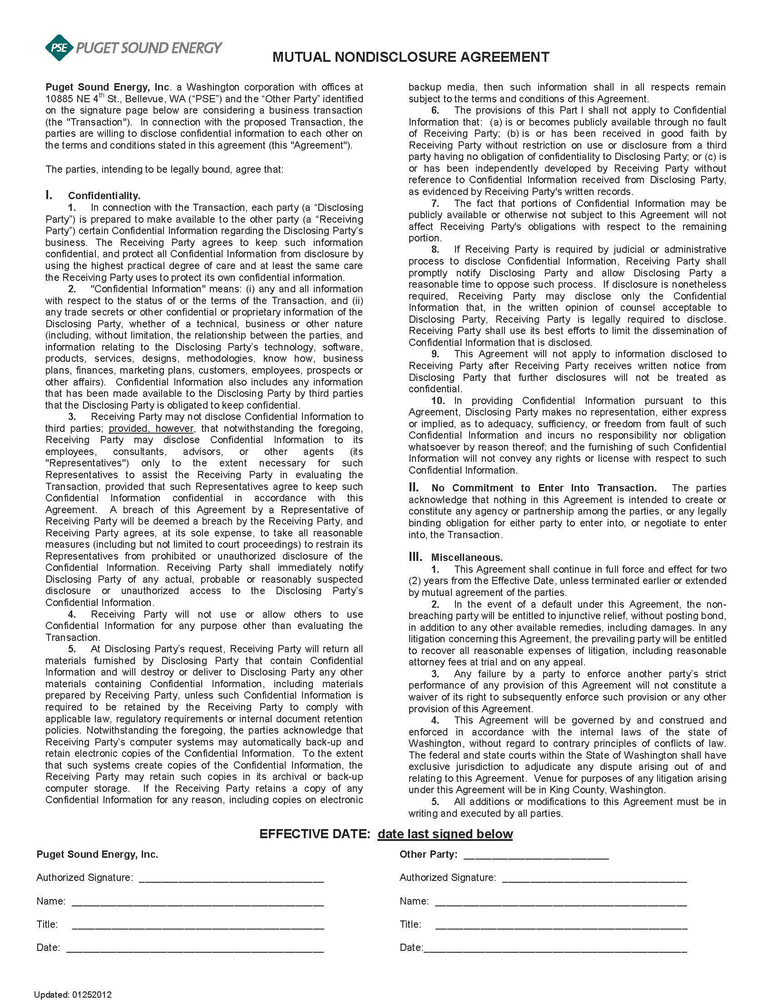 PSE PUGET SOUND ENERGY
MUTUAL NONDISCLOSURE AGREEMENT
Puget Sound Energy, Inc. a Washington corporation with offices at
10885 NE 4th St., Bellevue, WA (“PSE”) and the “Other Party” identified
on the signature page below are considering a business transaction
(the "Transaction"). In connection with the proposed Transaction, the
parties are willing to disclose confidential information to each other on
the terms and conditions stated in this agreement (this "Agreement").
The parties, intending to be legally bound, agree that:
I. Confidentiality.
1. In connection with the Transaction, each party (a “Disclosing
Party”) is prepared to make available to the other party (a “Receiving
Party”) certain Confidential Information regarding the Disclosing Party’s
business. The Receiving Party agrees to keep such information
confidential, and protect all Confidential Information from disclosure by
using the highest practical degree of care and at least the same care
the Receiving Party uses to protect its own confidential information.
2. "Confidential Information" means: (i) any and all information
with respect to the status of or the terms of the Transaction, and (ii)
any trade secrets or other confidential or proprietary information of the
Disclosing Party, whether of a technical, business or other nature
(including, without limitation, the relationship between the parties, and
information relating to the Disclosing Party’s technology, software,
products, services, designs, methodologies, know how, business
plans, finances, marketing plans, customers, employees, prospects or
other affairs). Confidential Information also includes any information
that has been made available to the Disclosing Party by third parties
that the Disclosing Party is obligated to keep confidential.
3. Receiving Party may not disclose Confidential Information to
third parties; provided, however, that notwithstanding the foregoing,
Receiving Party may disclose Confidential Information to its
employees, consultants, advisors, or other agents (its
"Representatives") only to the extent necessary for such
Representatives to assist the Receiving Party in evaluating the
Transaction, provided that such Representatives agree to keep such
Confidential Information confidential in accordance with this
Agreement. A breach of this Agreement by a Representative of
Receiving Party will be deemed a breach by the Receiving Party, and
Receiving Party agrees, at its sole expense, to take all reasonable
measures (including but not limited to court proceedings) to restrain its
Representatives from prohibited or unauthorized disclosure of the
Confidential Information. Receiving Party shall immediately notify
Disclosing Party of any actual, probable or reasonably suspected
disclosure or unauthorized access to the Disclosing Party’s
Confidential Information.
4. Receiving Party will not use or allow others to use
Confidential Information for any purpose other than evaluating the
Transaction.
5. At Disclosing Party’s request, Receiving Party will return all
materials furnished by Disclosing Party that contain Confidential
Information and will destroy or deliver to Disclosing Party any other
materials containing Confidential Information, including materials
prepared by Receiving Party, unless such Confidential Information is
required to be retained by the Receiving Party to comply with
applicable law, regulatory requirements or internal document retention
policies. Notwithstanding the foregoing, the parties acknowledge that
Receiving Party’s computer systems may automatically back-up and
retain electronic copies of the Confidential Information. To the extent
that such systems create copies of the Confidential Information, the
Receiving Party may retain such copies in its archival or back-up
computer storage. If the Receiving Party retains a copy of any
Confidential Information for any reason, including copies on electronic
backup media, then such information shall in all respects remain
subject to the terms and conditions of this Agreement.
6. The provisions of this Part I shall not apply to Confidential
Information that: (a) is or becomes publicly available through no fault
of Receiving Party; (b) is or has been received in good faith by
Receiving Party without restriction on use or disclosure from a third
party having no obligation of confidentiality to Disclosing Party; or (c) is
or has been independently developed by Receiving Party without
reference to Confidential Information received from Disclosing Party,
as evidenced by Receiving Party's written records.
7. The fact that portions of Confidential Information may be
publicly available or otherwise not subject to this Agreement will not
affect Receiving Party's obligations with respect to the remaining
portion.
8. If Receiving Party is required by judicial or administrative
process to disclose Confidential Information, Receiving Party shall
promptly notify Disclosing Party and allow Disclosing Party a
reasonable time to oppose such process. If disclosure is nonetheless
required, Receiving Party may disclose only the Confidential
Information that, in the written opinion of counsel acceptable to
Disclosing Party, Receiving Party is legally required to disclose.
Receiving Party shall use its best efforts to limit the dissemination of
Confidential Information that is disclosed.
9. This Agreement will not apply to information disclosed to
Receiving Party after Receiving Party receives written notice from
Disclosing Party that further disclosures will not be treated as
confidential.
10. In providing Confidential Information pursuant to this
Agreement, Disclosing Party makes no representation, either express
or implied, as to adequacy, sufficiency, or freedom from fault of such
Confidential Information and incurs no responsibility nor obligation
whatsoever by reason thereof; and the furnishing of such Confidential
Information will not convey any rights or license with respect to such
Confidential Information.
II. No Commitment to Enter Into Transaction. The parties
acknowledge that nothing in this Agreement is intended to create or
constitute any agency or partnership among the parties, or any legally
binding obligation for either party to enter into, or negotiate to enter
into, the Transaction.
III. Miscellaneous.
1. This Agreement shall continue in full force and effect for two
(2) years from the Effective Date, unless terminated earlier or extended
by mutual agreement of the parties.
2. In the event of a default under this Agreement, the non-
breaching party will be entitled to injunctive relief, without posting bond,
in addition to any other available remedies, including damages. In any
litigation concerning this Agreement, the prevailing party will be entitled
to recover all reasonable expenses of litigation, including reasonable
attorney fees at trial and on any appeal.
3. Any failure by a party to enforce another party’s strict
performance of any provision of this Agreement will not constitute a
waiver of its right to subsequently enforce such provision or any other
provision of this Agreement.
4. This Agreement will be governed by and construed and
enforced in accordance with the internal laws of the state of
Washington, without regard to contrary principles of conflicts of law.
The federal and state courts within the State of Washington shall have
exclusive jurisdiction to adjudicate any dispute arising out of and
relating to this Agreement. Venue for purposes of any litigation arising
under this Agreement will be in King County, Washington.
5. All additions or modifications to this Agreement must be in
writing and executed by all parties.
EFFECTIVE DATE: date last signed below
Puget Sound Energy, Inc.
Authorized Signature:
Name:
Title:
Date:
Other Party:
Authorized Signature:
Name:
Title:
Date:
Updated: 01252012